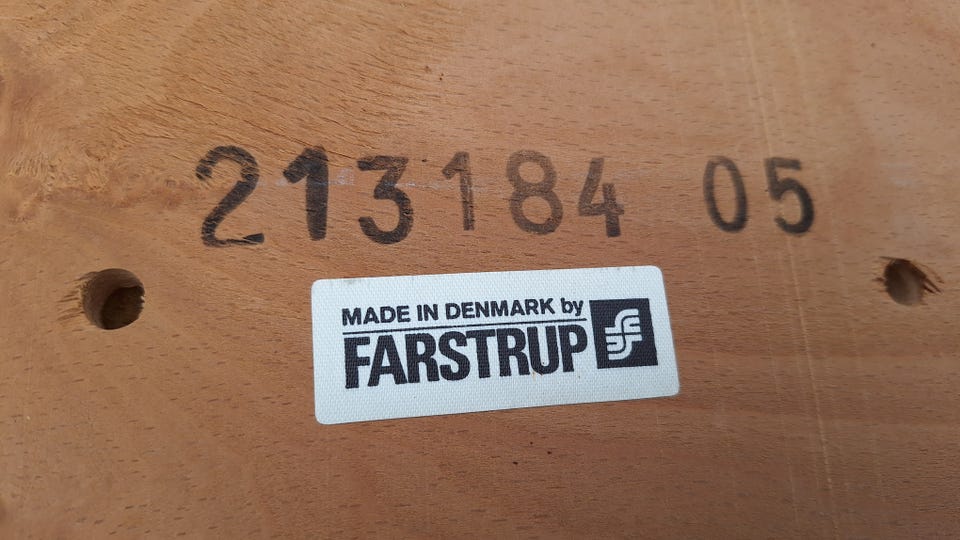 213184 05
MADE IN DENMARK by
FARSTRUP